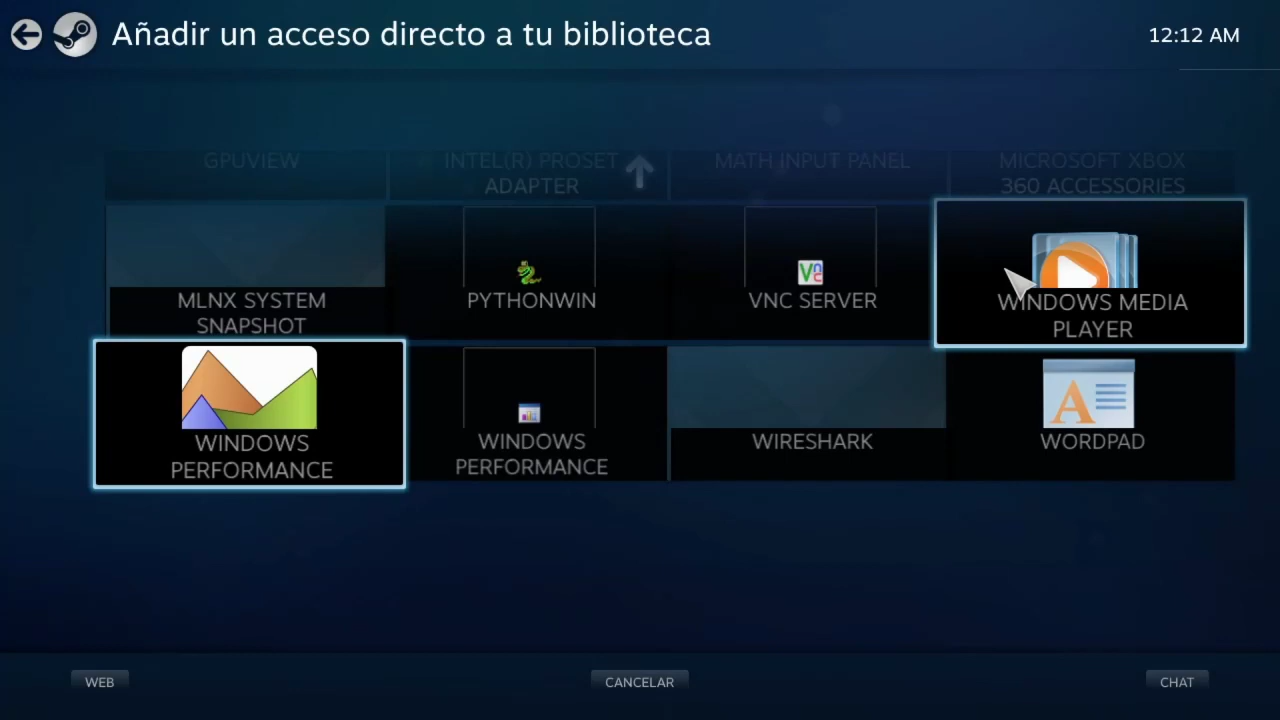 Añadir un acceso directo a tu biblioteca
12:12 AM
GPUVIEW
INTEL(R) PROSET
ADAPTER
MATH INPUT PANEL
MICROSOFT XBOX
360 ACCESSORIES
MLNX SYSTEM
SNAPSHOT
PYTHONWIN
VNC SERVER
WINDOWS MEDIA
PLAYER
WINDOWS
PERFORMANCE
WINDOWS
PERFORMANCE
WIRESHARK
WORDPAD
WEB
CANCELAR
CHAT